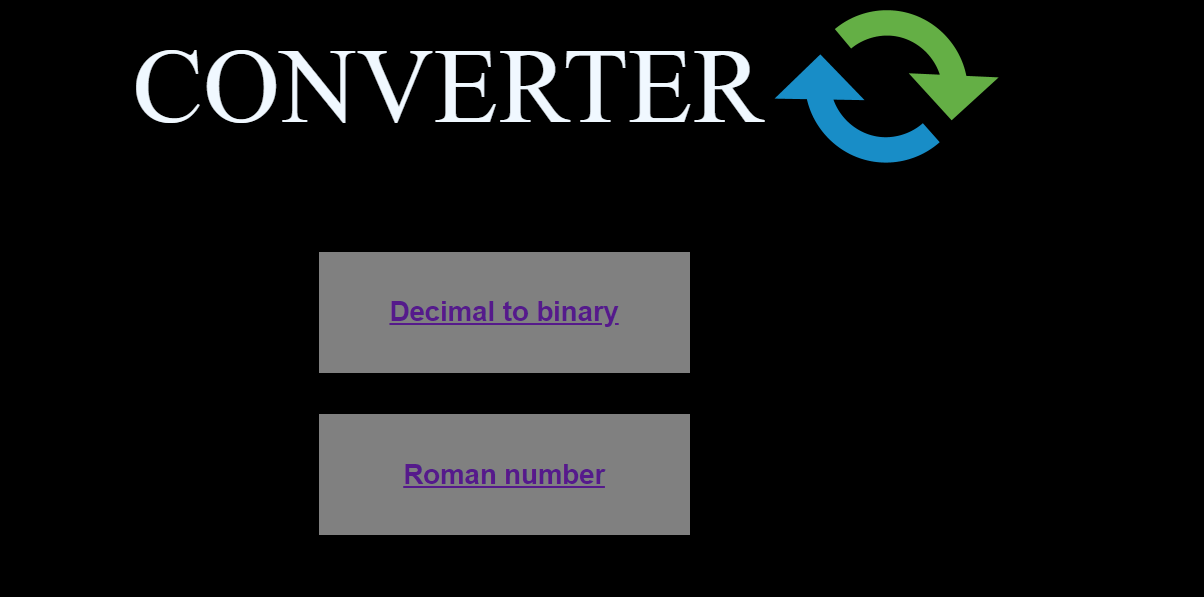 CONVERTER
Decimal to binary
Roman number